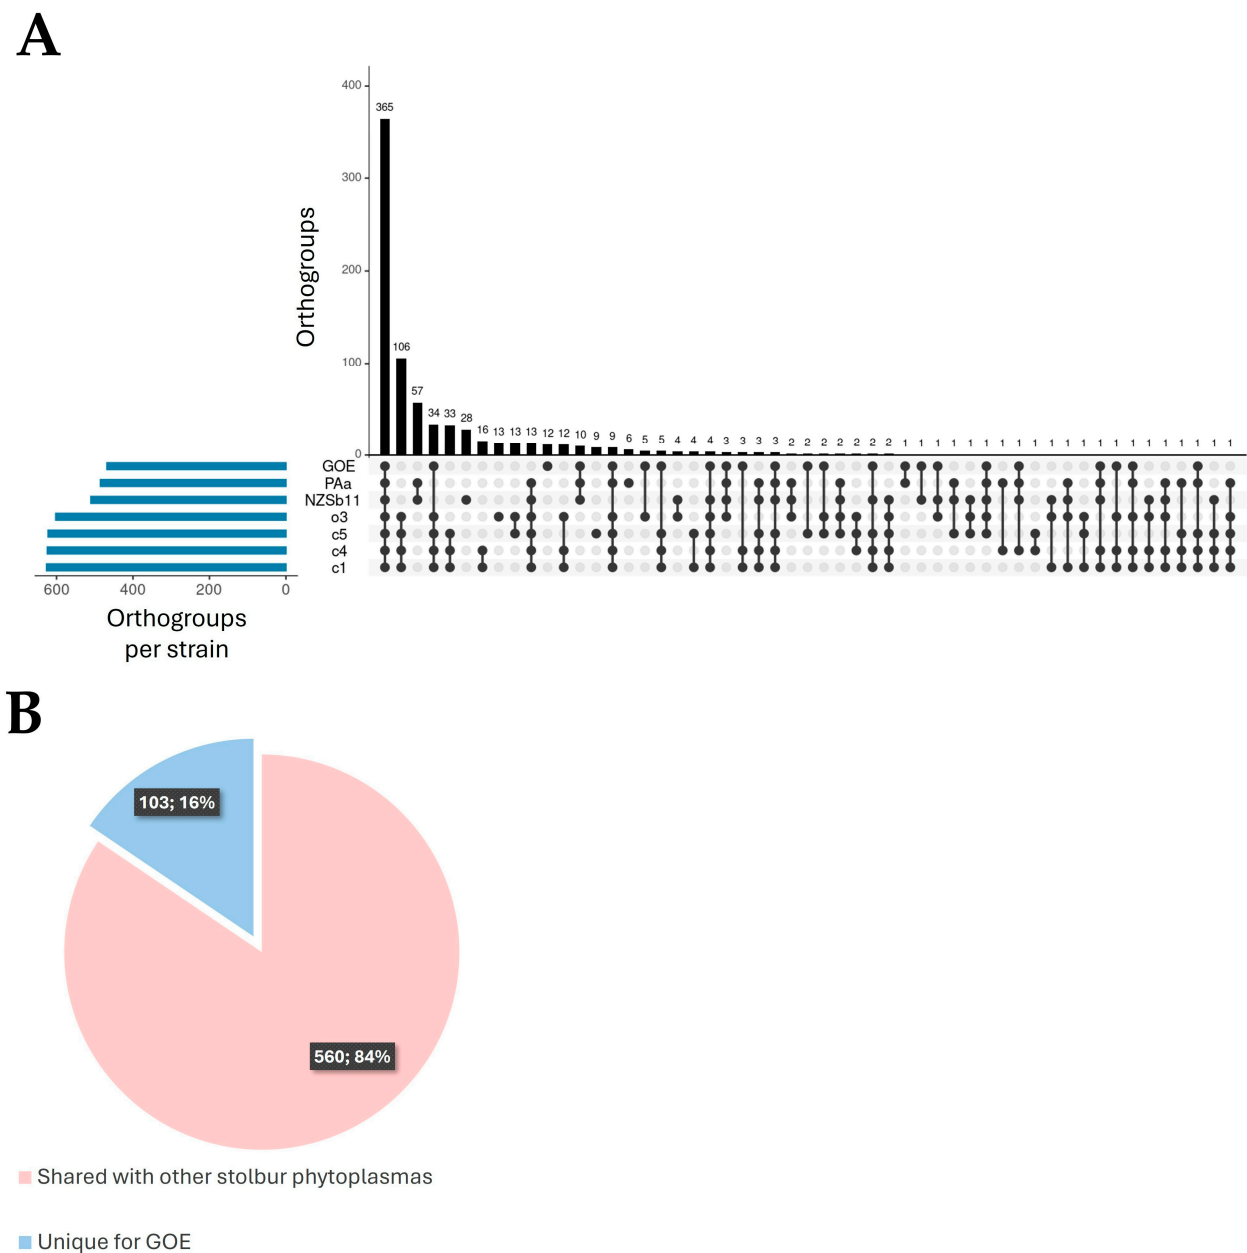 A
400
300
200
100
0
Orthogroups
365 106 57 34 33 28 16 13 13 13 12 12 10 9 9 6 5 5 4 4 4 3 3 3 3 2 2 2 2 2 2 2 1 1 1 1 1 1 1 1 1 1 1 1 1 1 1 1 1 1 1 1 1
GOE
PAa
NZSb11
o3
c5
c4
c1
600 400 200 0
Orthogroups
per strain
B
103; 16%
560; 84%
Shared with other stolbur phytoplasmas
Unique for GOE